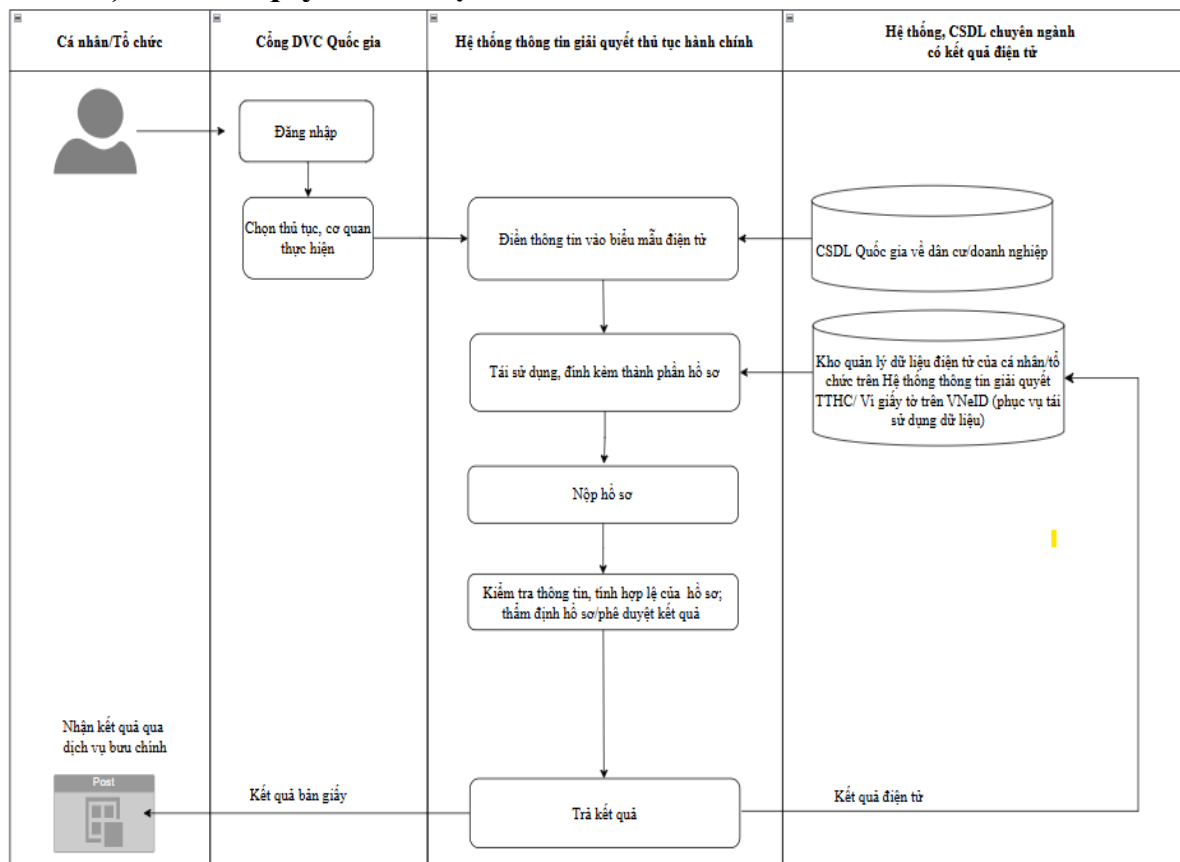 Cá nhân/Tổ chức
Cổng DVC Quốc gia
Hệ thống thông tin giải quyết thủ tục hành chính
Hệ thống, CSDL chuyên ngành
có kết quả điện tử
Đăng nhập
Chọn thủ tục, cơ quan
thực hiện
Điền thông tin vào biểu mẫu điện tử
CSDL Quốc gia về dân cư/doanh nghiệp
Tái sử dụng, đính kèm thành phần hồ sơ
Kho quản lý dữ liệu điện tử của cá nhân/tổ
chức trên Hệ thống thông tin giải quyết
TTHC/ Ví giấy tờ trên VNeID (phục vụ tái
sử dụng dữ liệu)
Nộp hồ sơ
Kiểm tra thông tin, tính hợp lệ của hồ sơ;
thẩm định hồ sơ/phê duyệt kết quả
Nhận kết quả qua
dịch vụ bưu chính
Post
Kết quả bản giấy
Trả kết quả
Kết quả điện tử